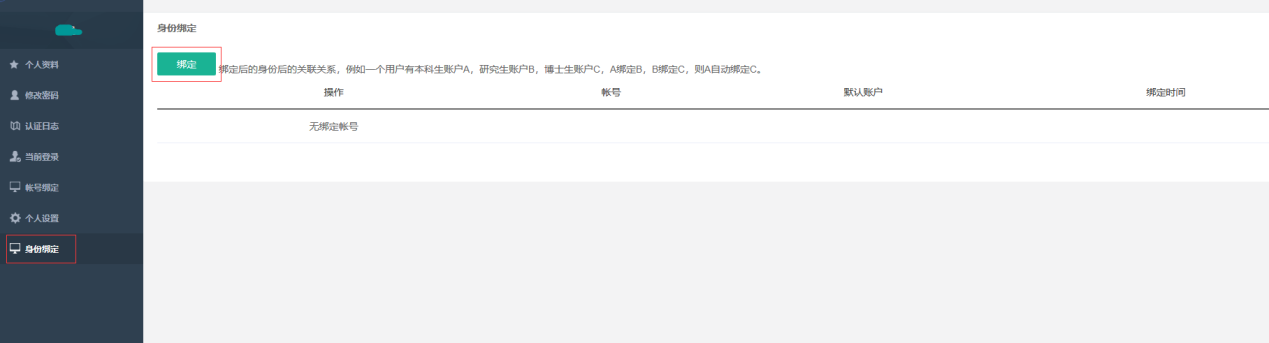 身份绑定
绑定
绑定后的身份后的关联关系，例如一个用户有本科生账户A，研究生账户B，博士生账户C，A绑定B，B绑定C，则A自动绑定C。
操作 帐号 默认账户 绑定时间
无绑定帐号
个人资料
修改密码
认证日志
当前登录
帐号绑定
个人设置
身份绑定